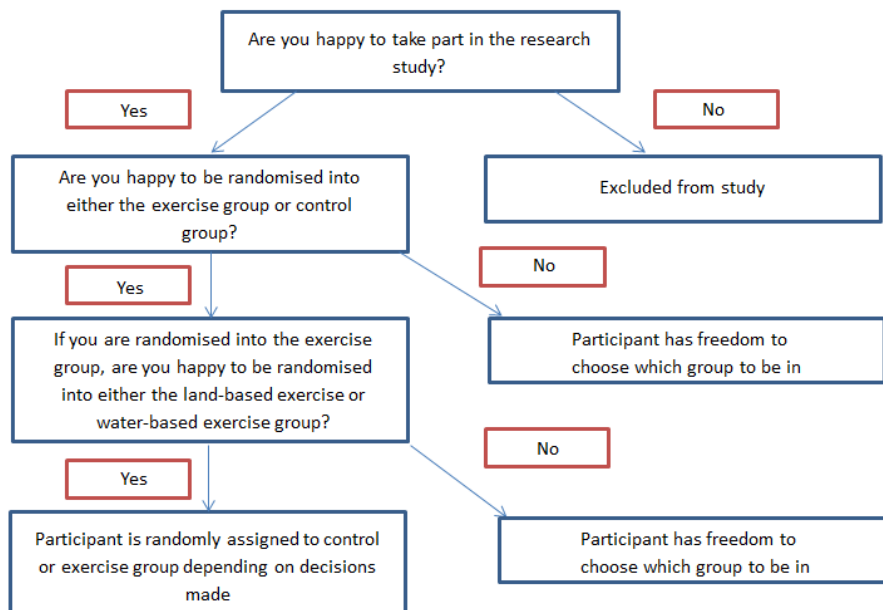 Are you happy to take part in the research
study?
Yes
No
Are you happy to be randomised into
either the exercise group or control
group?
Excluded from study
Yes
No
If you are randomised into the exercise
group, are you happy to be randomised
into either the land-based exercise or
water-based exercise group?
Participant has freedom to
choose which group to be in
Yes
No
Participant is randomly assigned to control
or exercise group depending on decisions
made
Participant has freedom to
choose which group to be in